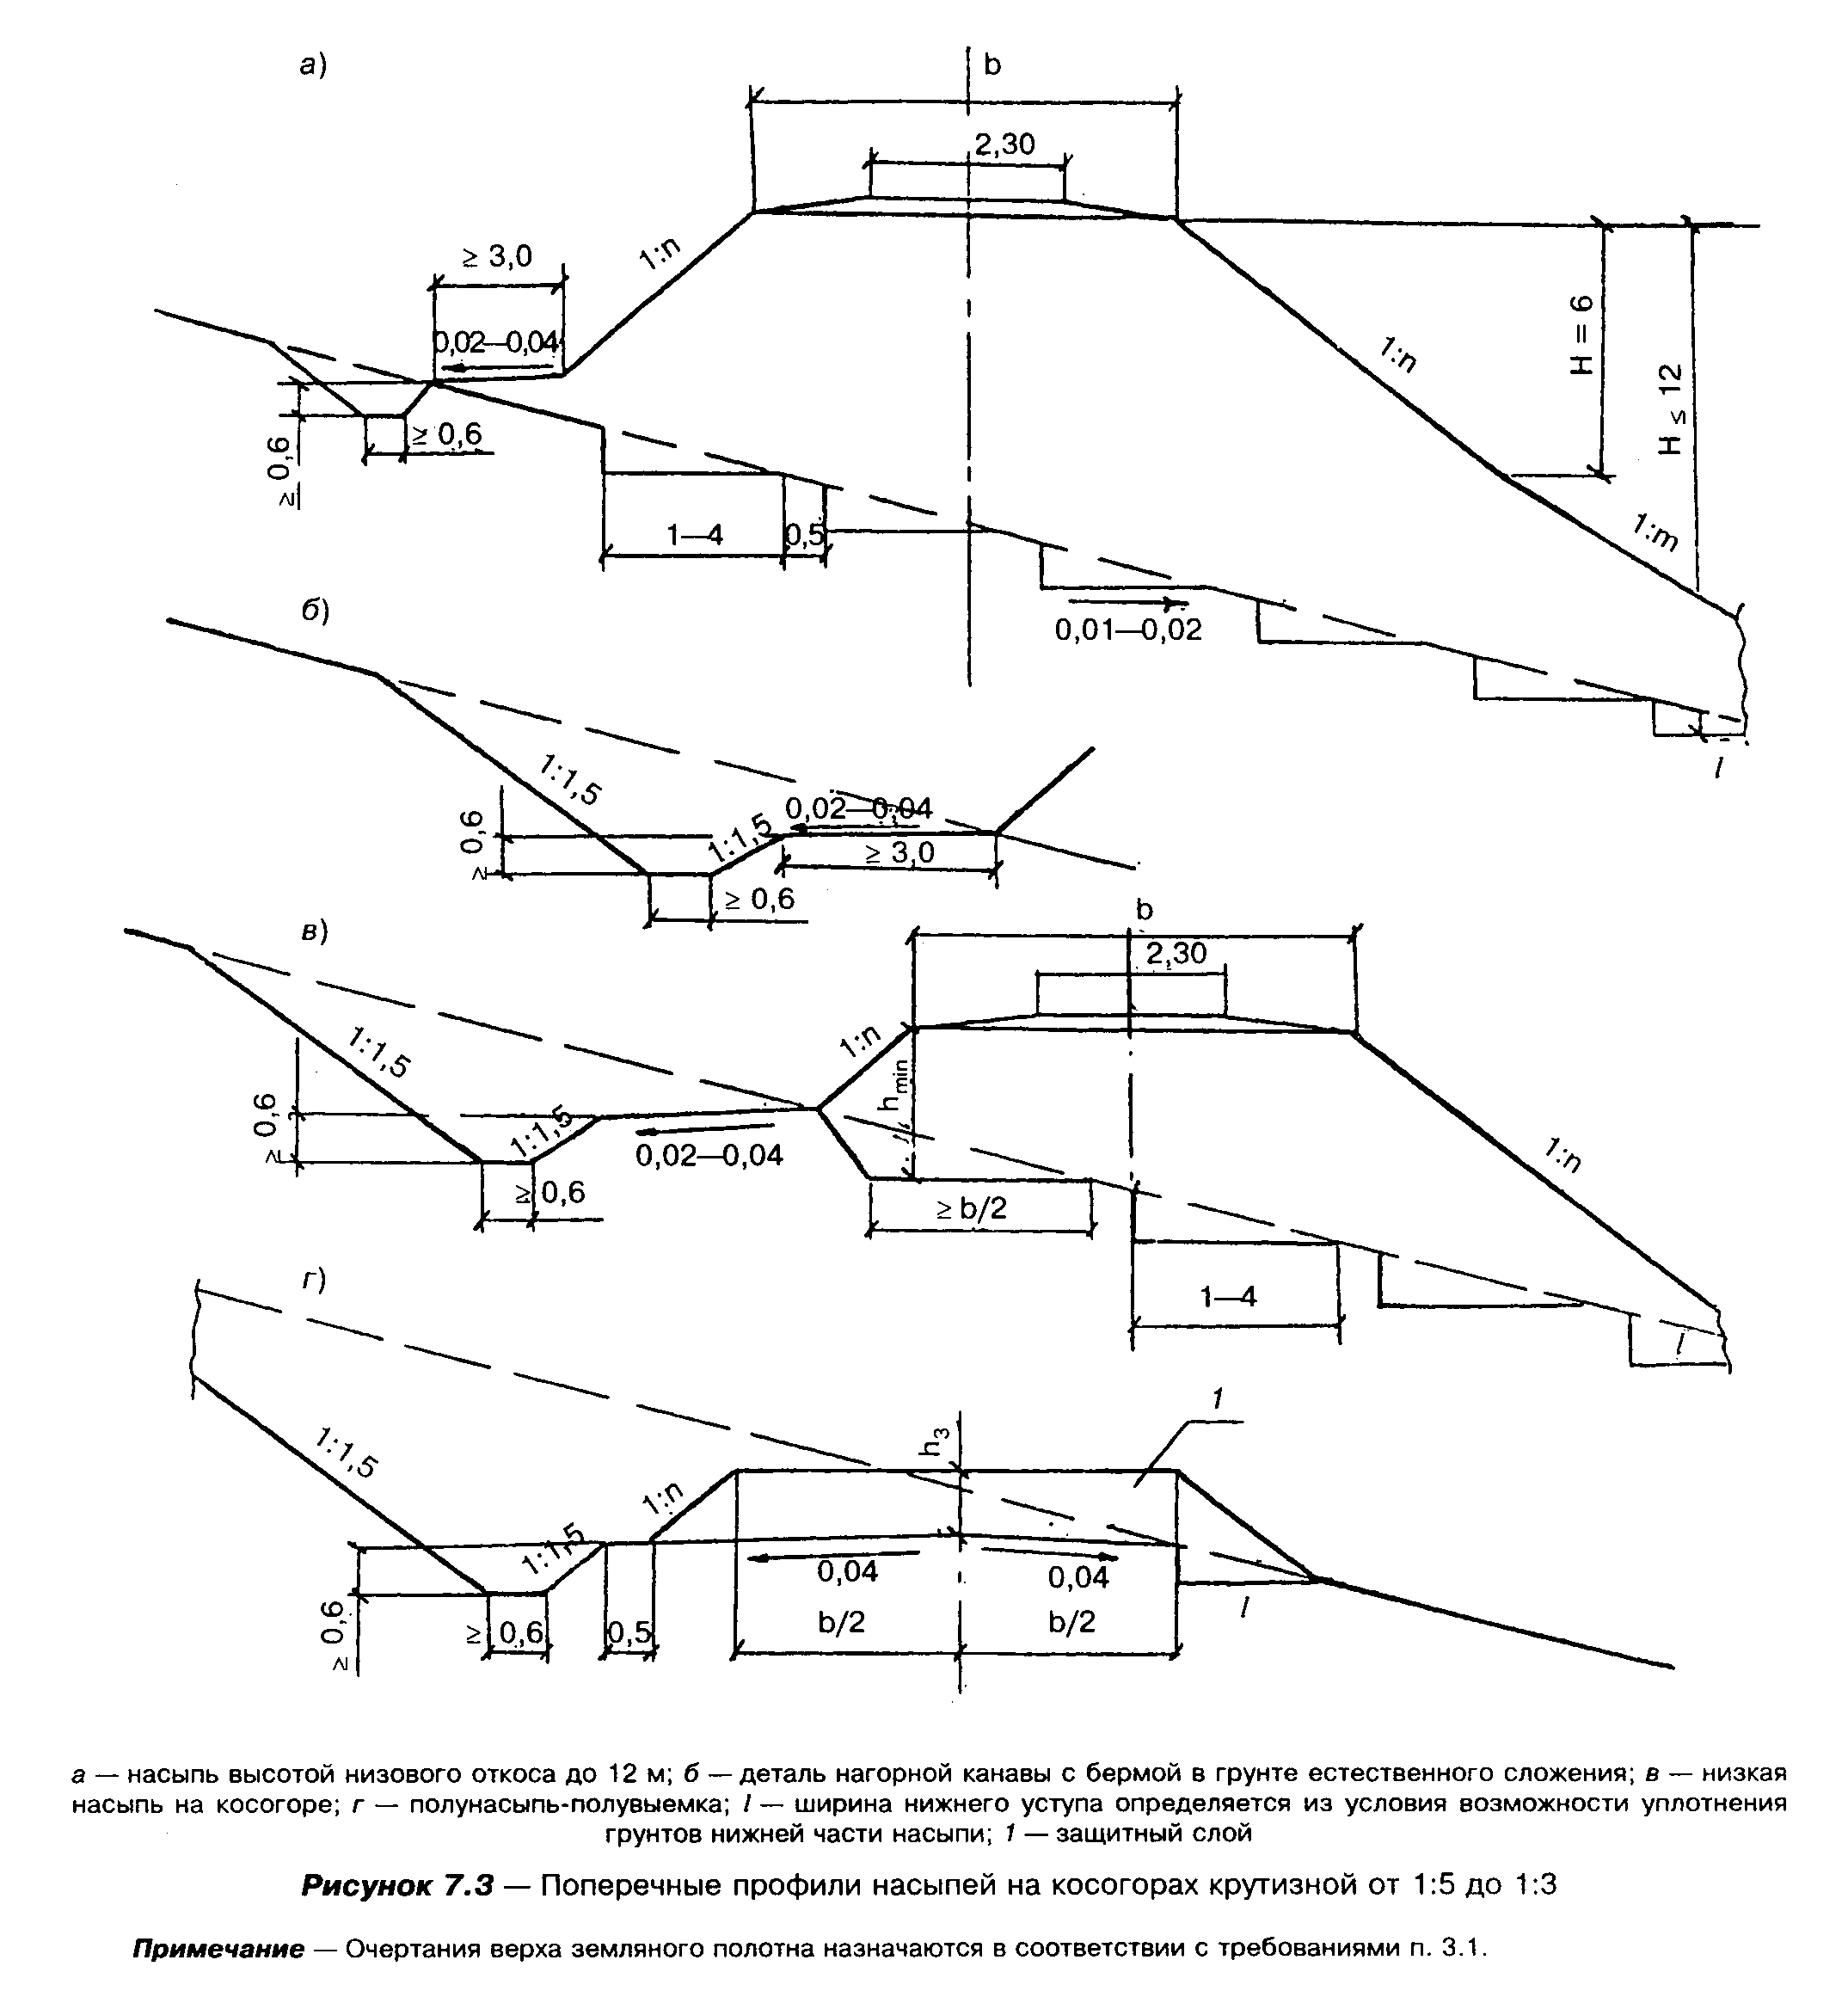 а)
b
2,30
≥ 3,0
1:n
0,02—0,04
≥ 0,6
≥ 0,6
1:n
H = 6
H ≤ 12
1:m
1—4
0,5
0,01—0,02
l
б)
1:1,5
≥ 0,6
1:1,5
0,02—0,04
≥ 3,0
≥ 0,6
в)
b
2,30
1:1,5
1:n
hmin
≥ 0,6
1:1,5
0,02—0,04
≥ 0,6
≥ b/2
1:n
1—4
l
г)
1
1:1,5
h3
1:n
1:1,5
0,04
0,04
≥ 0,6
≥ 0,6
0,5
b/2
b/2
l
а — насыпь высотой низового откоса до 12 м; б — деталь нагорной канавы с бермой в грунте естественного сложения; в — низкая
насыпь на косогоре; г — полунасыпь-полувыемка; l — ширина нижнего уступа определяется из условия возможности уплотнения
грунтов нижней части насыпи; 1 — защитный слой
Рисунок 7.3 — Поперечные профили насыпей на косогорах крутизной от 1:5 до 1:3
Примечание — Очертания верха земляного полотна назначаются в соответствии с требованиями п. 3.1.